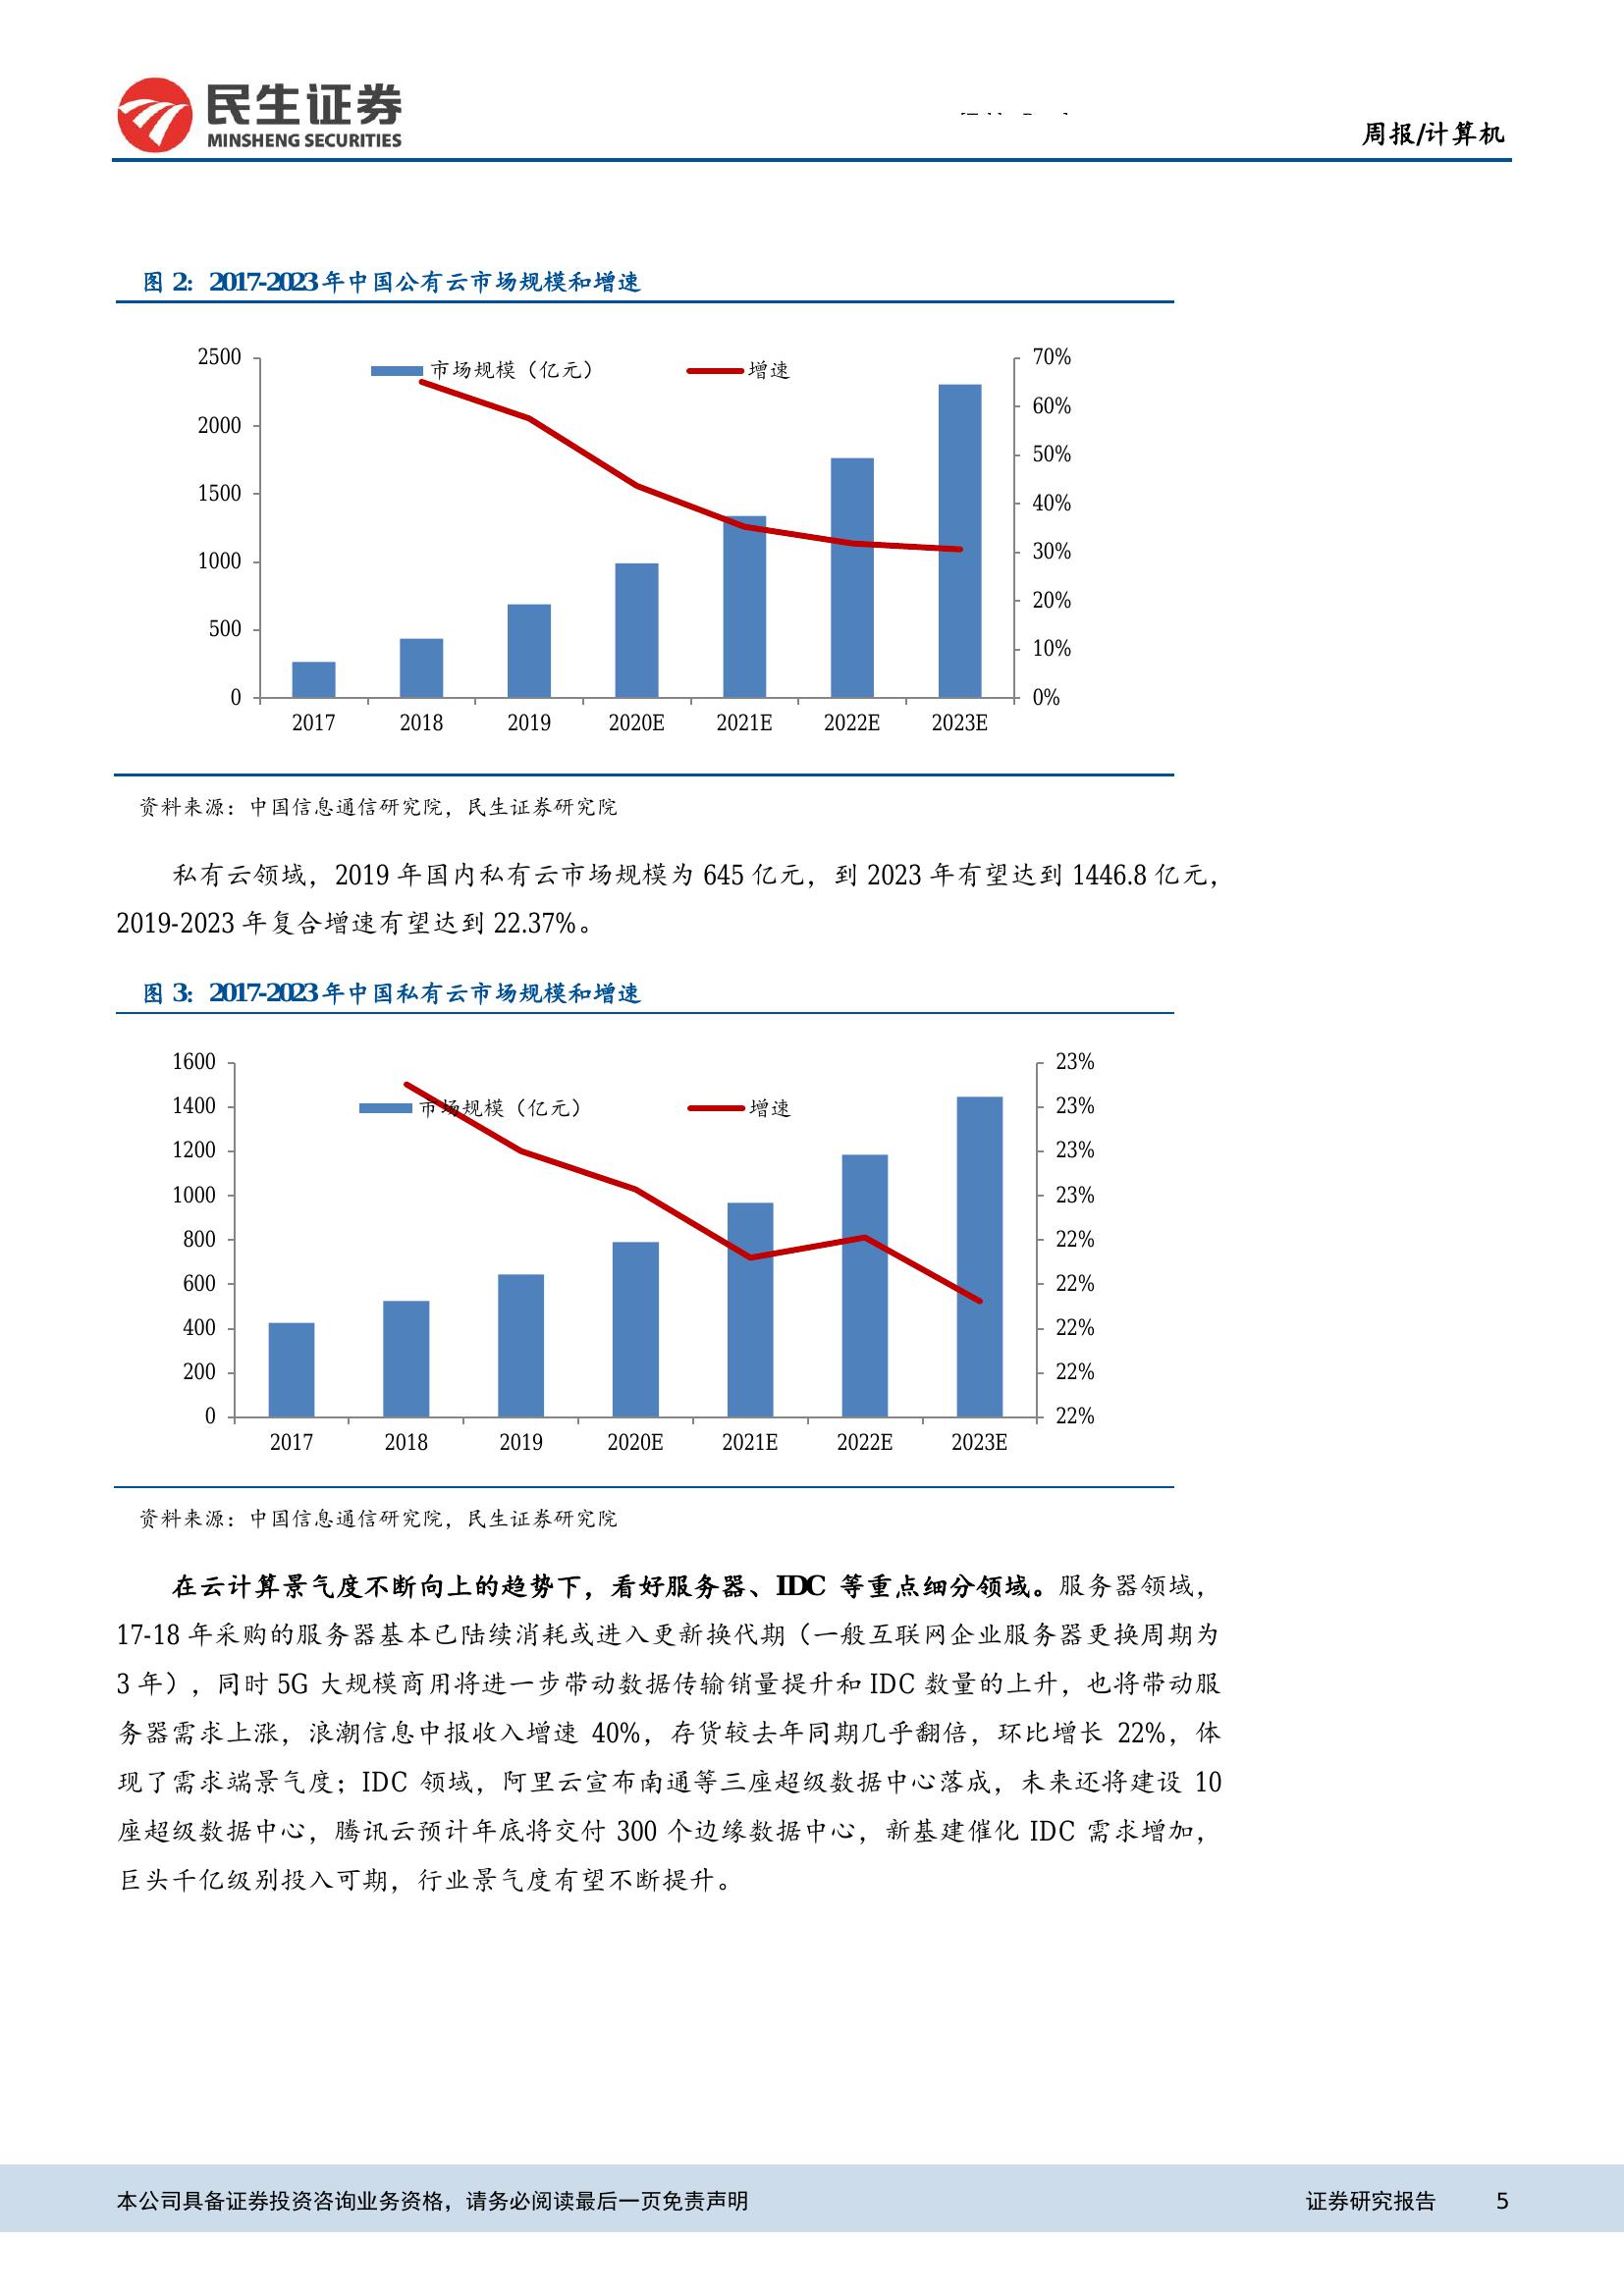 民生证券
MINSHENG SECURITIES
周报/计算机
图 2：2017-2023 年中国公有云市场规模和增速
市场规模（亿元） 增速
2500
2000
1500
1000
500
0
70%
60%
50%
40%
30%
20%
10%
0%
2017 2018 2019 2020E 2021E 2022E 2023E
资料来源：中国信息通信研究院，民生证券研究院
私有云领域，2019 年国内私有云市场规模为 645 亿元，到 2023 年有望达到 1446.8 亿元，
2019-2023 年复合增速有望达到 22.37%。
图 3：2017-2023 年中国私有云市场规模和增速
市场规模（亿元） 增速
1600
1400
1200
1000
800
600
400
200
0
23%
23%
23%
23%
22%
22%
22%
22%
22%
2017 2018 2019 2020E 2021E 2022E 2023E
资料来源：中国信息通信研究院，民生证券研究院
在云计算景气度不断向上的趋势下，看好服务器、IDC 等重点细分领域。服务器领域，
17-18 年采购的服务器基本已陆续消耗或进入更新换代期（一般互联网企业服务器更换周期为
3 年），同时 5G 大规模商用将进一步带动数据传输销量提升和 IDC 数量的上升，也将带动服
务器需求上涨，浪潮信息中报收入增速 40%，存货较去年同期几乎翻倍，环比增长 22%，体
现了需求端景气度；IDC 领域，阿里云宣布南通等三座超级数据中心落成，未来还将建设 10
座超级数据中心，腾讯云预计年底将交付 300 个边缘数据中心，新基建催化 IDC 需求增加，
巨头千亿级别投入可期，行业景气度有望不断提升。
本公司具备证券投资咨询业务资格，请务必阅读最后一页免责声明 证券研究报告 5